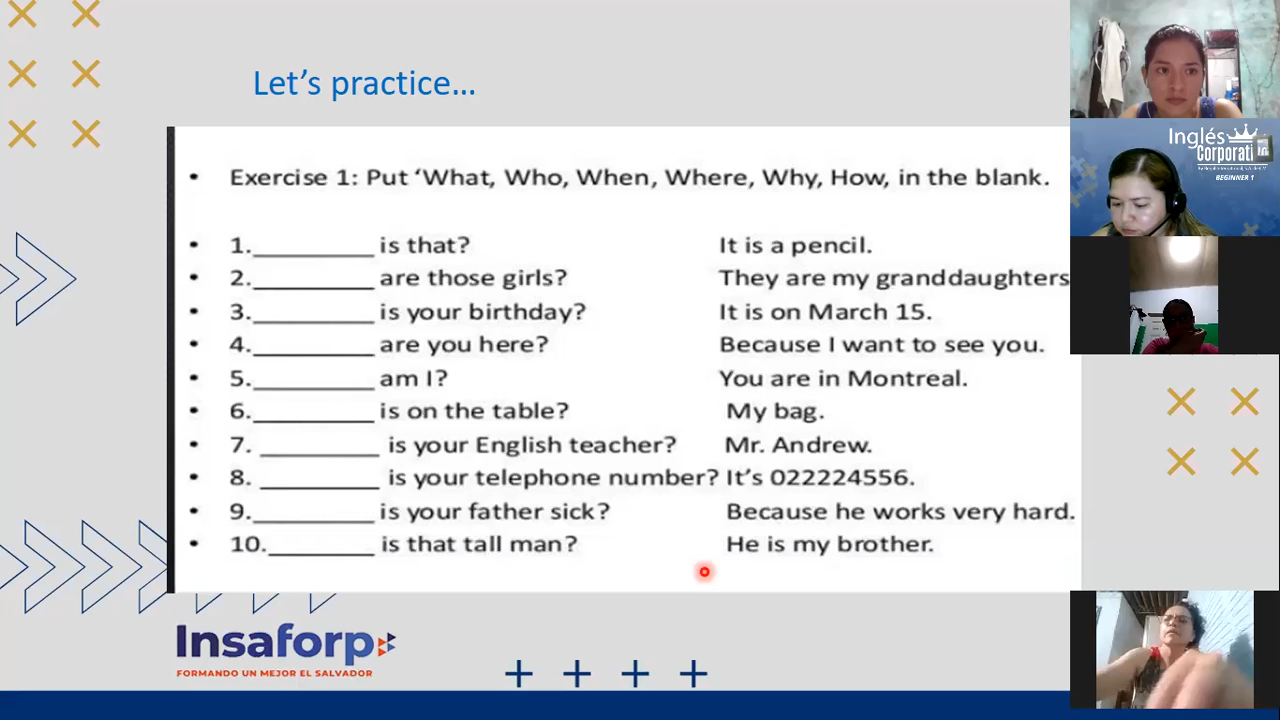 Let's practice...
• Exercise 1: Put ‘What, Who, When, Where, Why, How, in the blank.
• 1.__________ is that? It is a pencil.
• 2.__________ are those girls? They are my granddaughters
• 3.__________ is your birthday? It is on March 15.
• 4.__________ are you here? Because I want to see you.
• 5.__________ am I? You are in Montreal.
• 6.__________ is on the table? My bag.
• 7. __________ is your English teacher? Mr. Andrew.
• 8. __________ is your telephone number? It’s 022224556.
• 9.__________ is your father sick? Because he works very hard.
• 10._________ is that tall man? He is my brother.
Insaforp
FORMANDO UN MEJOR EL SALVADOR
Inglés
Corporati
BEGINNER 1